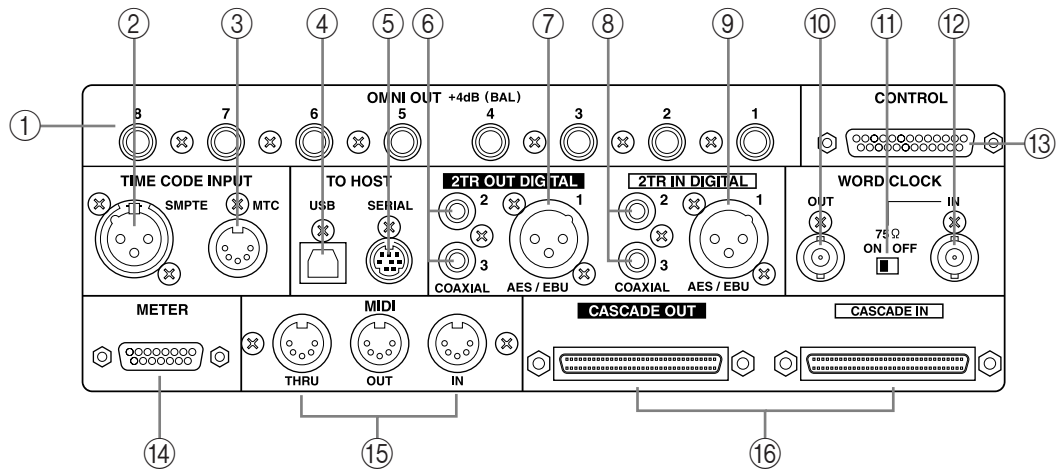 ② ③ ④ ⑤ ⑥ ⑦ ⑧ ⑨ ⑩ ⑪ ⑫
OMNI OUT +4dB (BAL)
CONTROL
① 8 7 6 5 4 3 2 1
⑬
TIME CODE INPUT
SMPTE MTC
TO HOST
USB SERIAL
2TR OUT DIGITAL
2 1
3
COAXIAL AES / EBU
2TR IN DIGITAL
2 1
3
COAXIAL AES / EBU
WORD CLOCK
OUT IN
75Ω
ON OFF
METER
MIDI
THRU OUT IN
CASCADE OUT
CASCADE IN
⑭ ⑮ ⑯